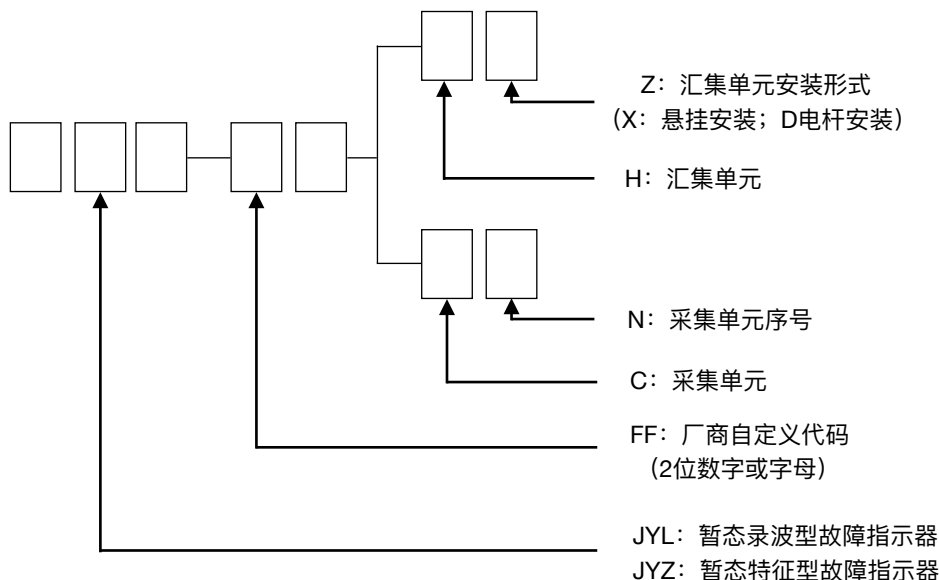 Z：汇集单元安装形式
（X：悬挂安装；D电杆安装）
H：汇集单元
N：采集单元序号
C：采集单元
FF：厂商自定义代码
（2位数字或字母）
JYL：暂态录波型故障指示器
JYZ：暂态特征型故障指示器